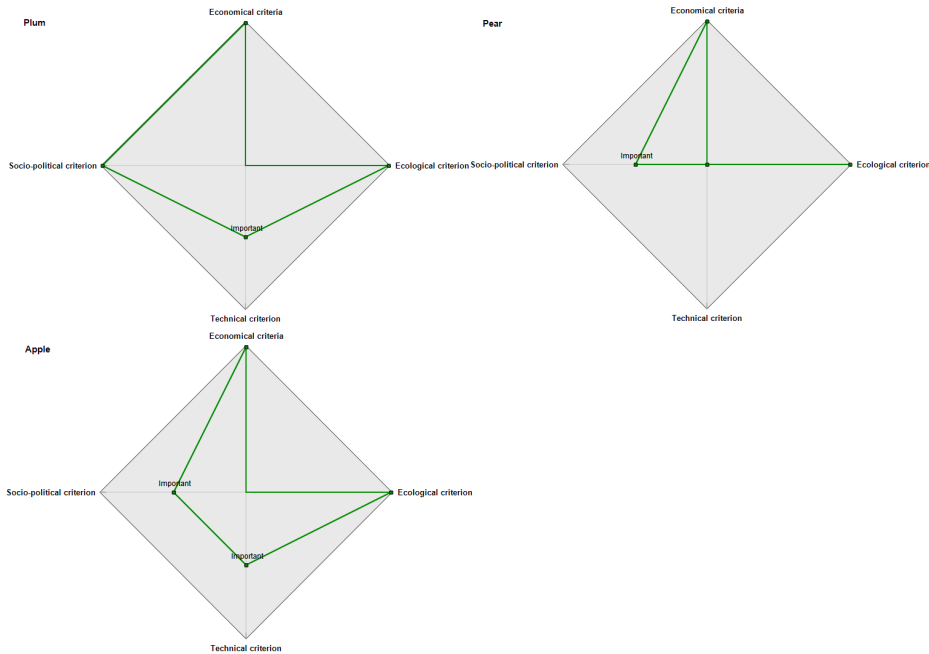 Plum
Economical criteria
Socio-political criterion
Ecological criterion
Important
Technical criterion
Pear
Economical criteria
Important
Socio-political criterion
Ecological criterion
Technical criterion
Apple
Economical criteria
Important
Socio-political criterion
Ecological criterion
Important
Technical criterion